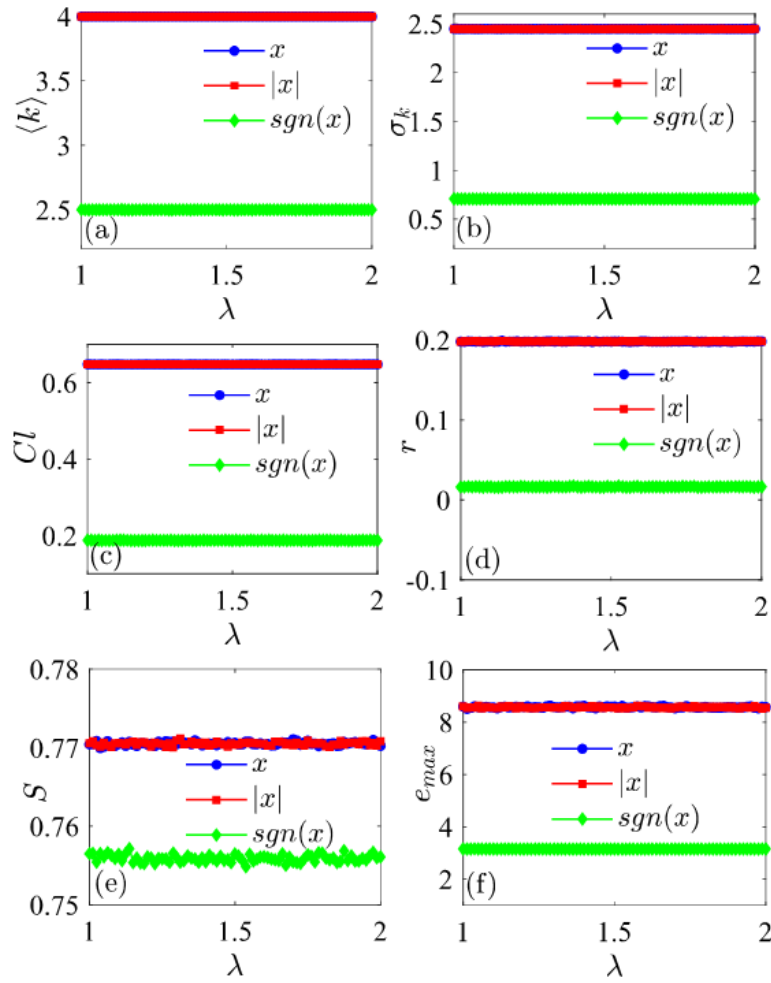 4
3.5
3
2.5
⟨k⟩
x
|x|
sgn(x)
(a)
1
1.5
2
λ
2.5
2
1.5
1
0.5
σk
x
|x|
sgn(x)
(b)
1
1.5
2
λ
0.6
0.4
0.2
Cl
x
|x|
sgn(x)
(c)
1
1.5
2
λ
0.2
0.1
0
-0.1
r
x
|x|
sgn(x)
(d)
1
1.5
2
λ
0.78
0.77
0.76
0.75
S
x
|x|
sgn(x)
(e)
1
1.5
2
λ
10
8
6
4
2
emax
x
|x|
sgn(x)
(f)
1
1.5
2
λ